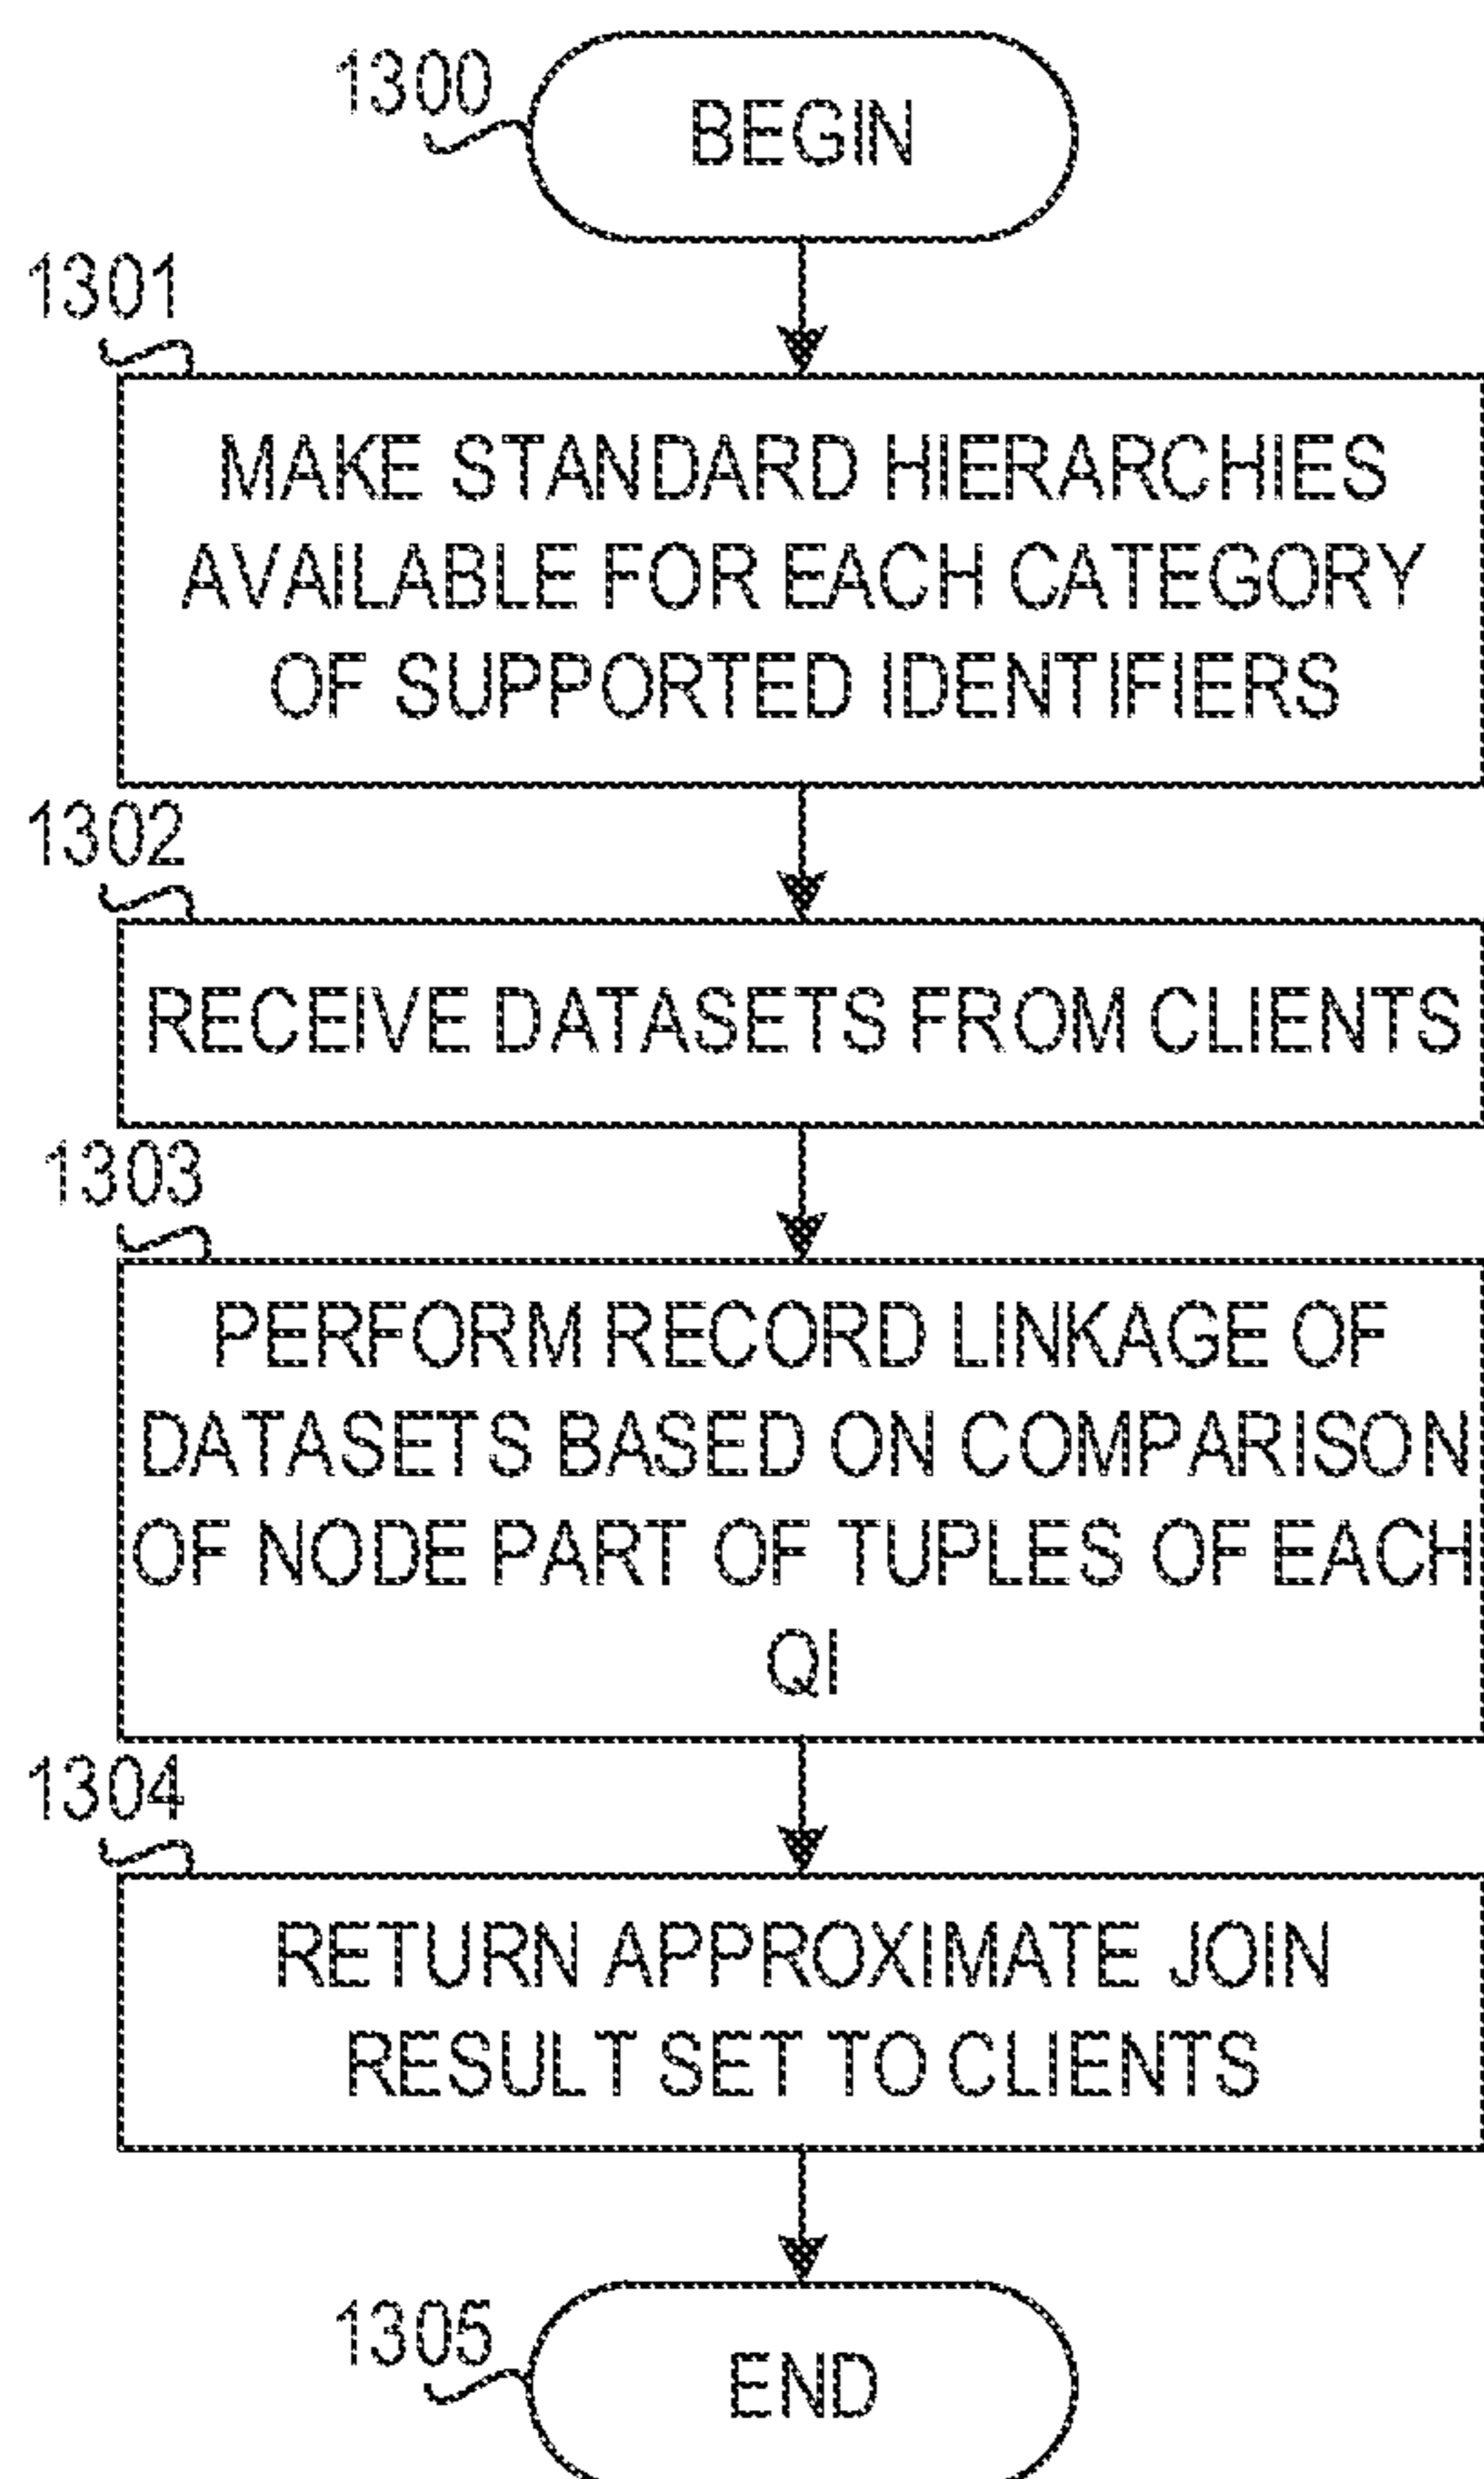 1300
BEGIN
1301
MAKE STANDARD HIERARCHIES
AVAILABLE FOR EACH CATEGORY
OF SUPPORTED IDENTIFIERS
1302
RECEIVE DATASETS FROM CLIENTS
1303
PERFORM RECORD LINKAGE OF
DATASETS BASED ON COMPARISON
OF NODE PART OF TUPLES OF EACH
QI
1304
RETURN APPROXIMATE JOIN
RESULT SET TO CLIENTS
1305
END